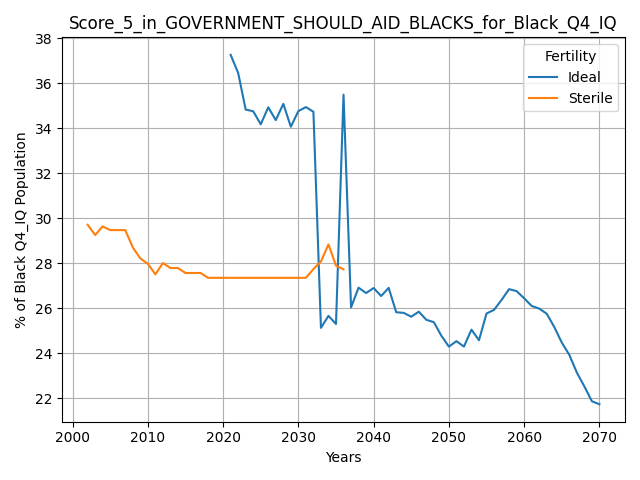 Score_5_in_GOVERNMENT_SHOULD_AID_BLACKS_for_Black_Q4_IQ
38
36
34
32
30
28
26
24
22
% of Black Q4_IQ Population
Fertility
Ideal
Sterile
2000 2010 2020 2030 2040 2050 2060 2070
Years